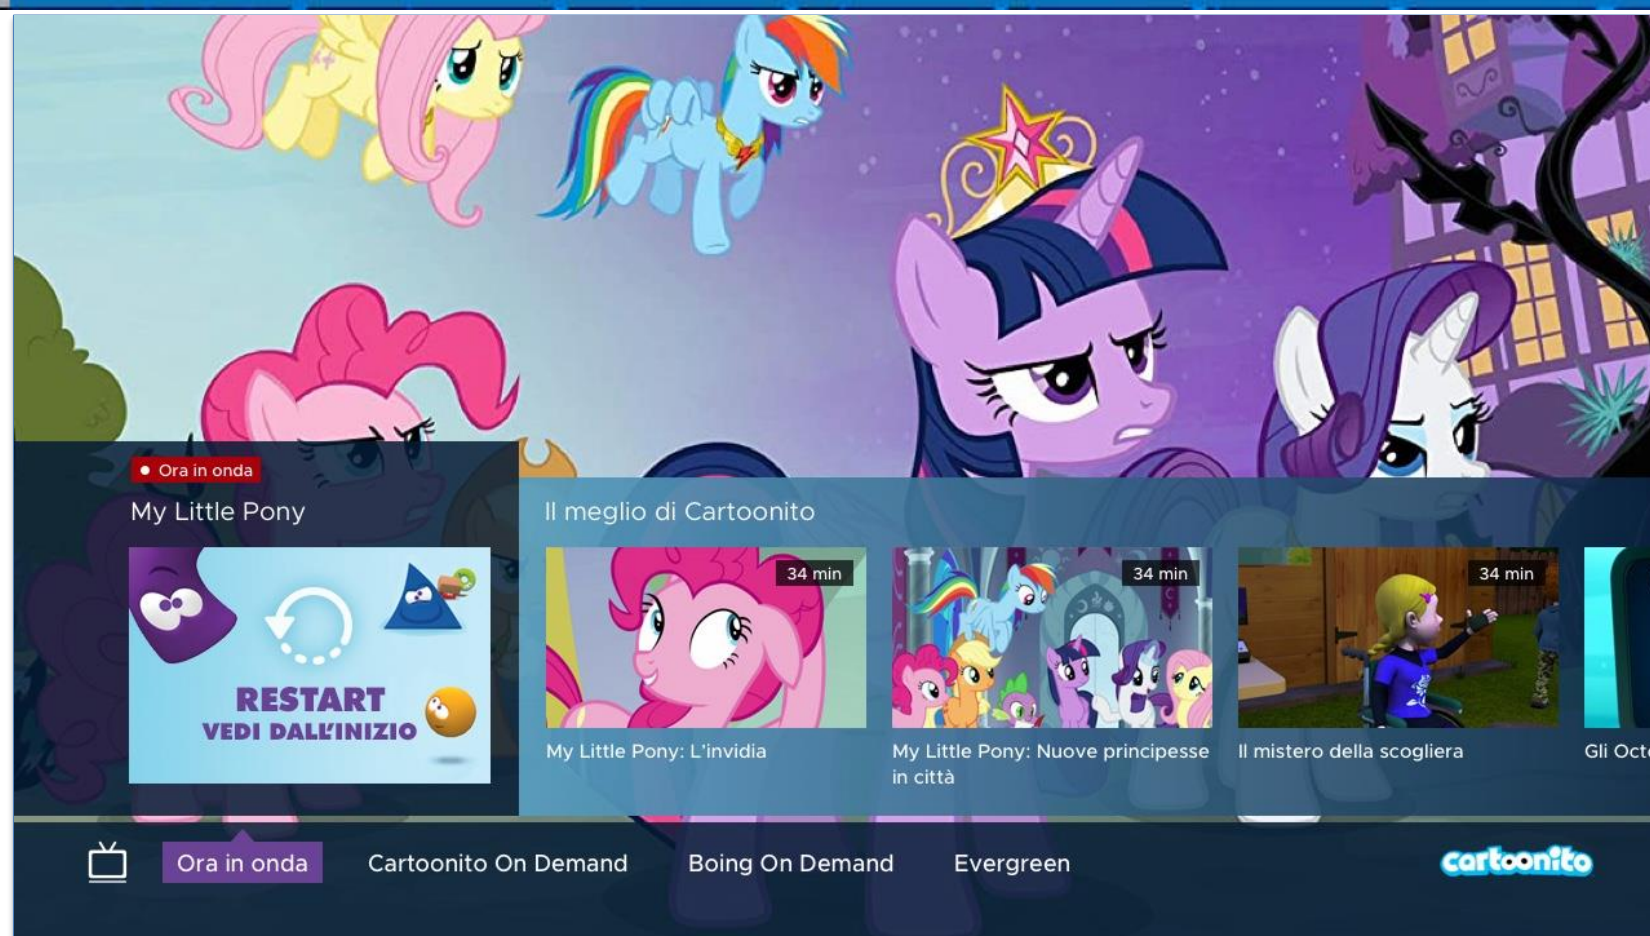 Ora in onda
My Little Pony
RESTART
VEDI DALL'INIZIO
Il meglio di Cartoonito
34 min
My Little Pony: L'invidia
34 min
My Little Pony: Nuove principesse
in città
34 min
Il mistero della scogliera
Gli Oct
Ora in onda
Cartoonito On Demand
Boing On Demand
Evergreen
cartoonito